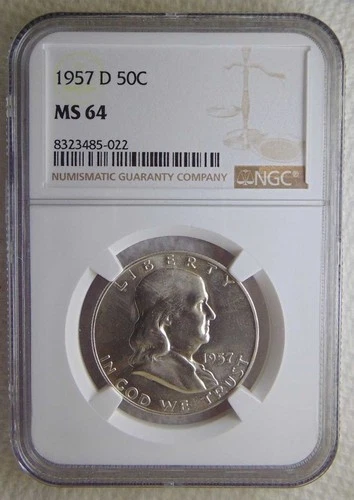 1957 D 50C
MS 64
8323485-022
NUMISMATIC GUARANTY COMPANY
NGC
LIBERTY
1957
IN GOD WE TRUST